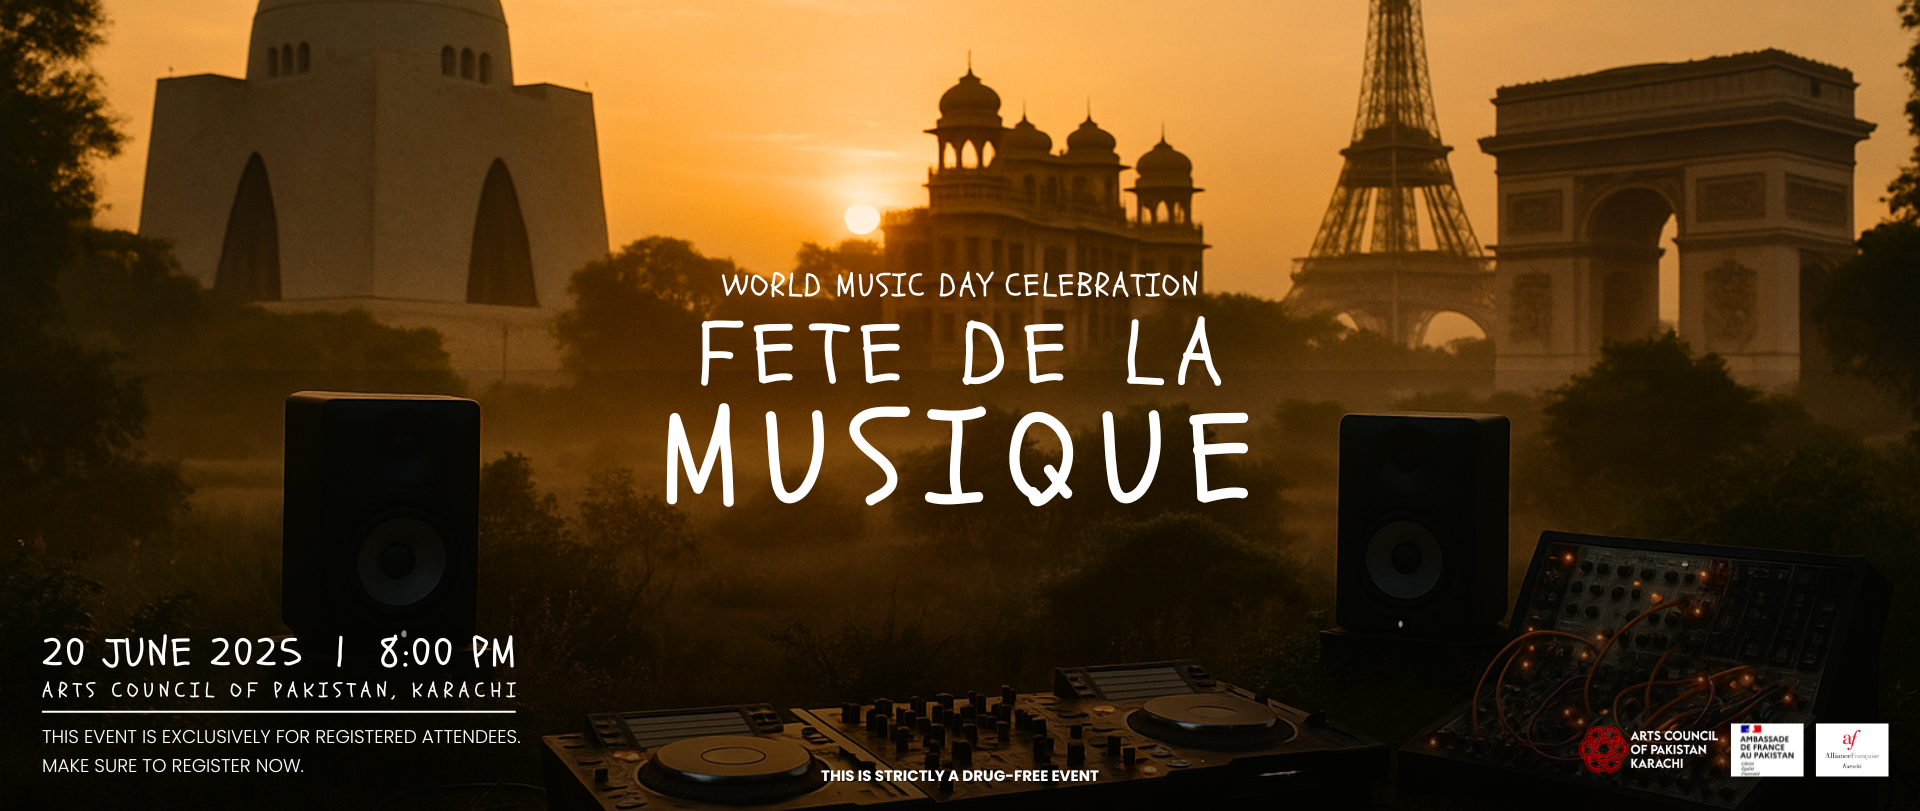 WORLD MUSIC DAY CELEBRATION
FETE DE LA
MUSIQUE
20 JUNE 2025 | 8:00 PM
ARTS COUNCIL OF PAKISTAN, KARACHI
THIS EVENT IS EXCLUSIVELY FOR REGISTERED ATTENDEES.
MAKE SURE TO REGISTER NOW.
THIS IS STRICTLY A DRUG-FREE EVENT
ARTS COUNCIL
OF PAKISTAN
KARACHI
AMBASSADE
DE FRANCE
AU PAKISTAN
af
AllianceFrançaise
Karachi